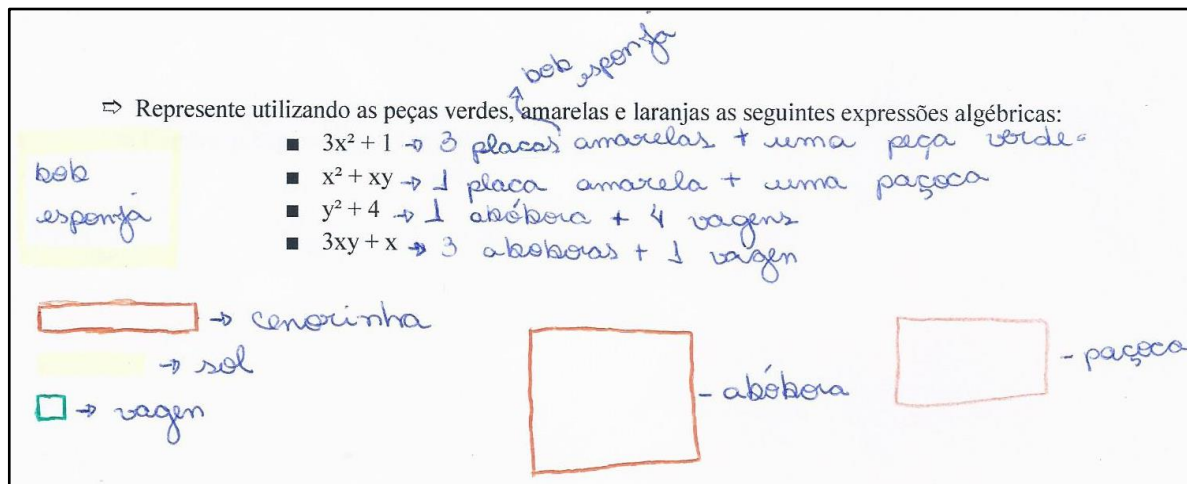 bob esponja
⇨ Represente utilizando as peças verdes, amarelas e laranjas as seguintes expressões algébricas:
▪ 3x² + 1 → 3 placas amarelas + uma peça verde.
▪ x² + xy → 1 placa amarela + uma paçoca
▪ y² + 4 → 1 abóbora + 4 vagens
▪ 3xy + x → 3 aboboras + 1 vagen
bob
esponja
→ cenorinha
→ sol
→ vagen
- abóbora
- paçoca